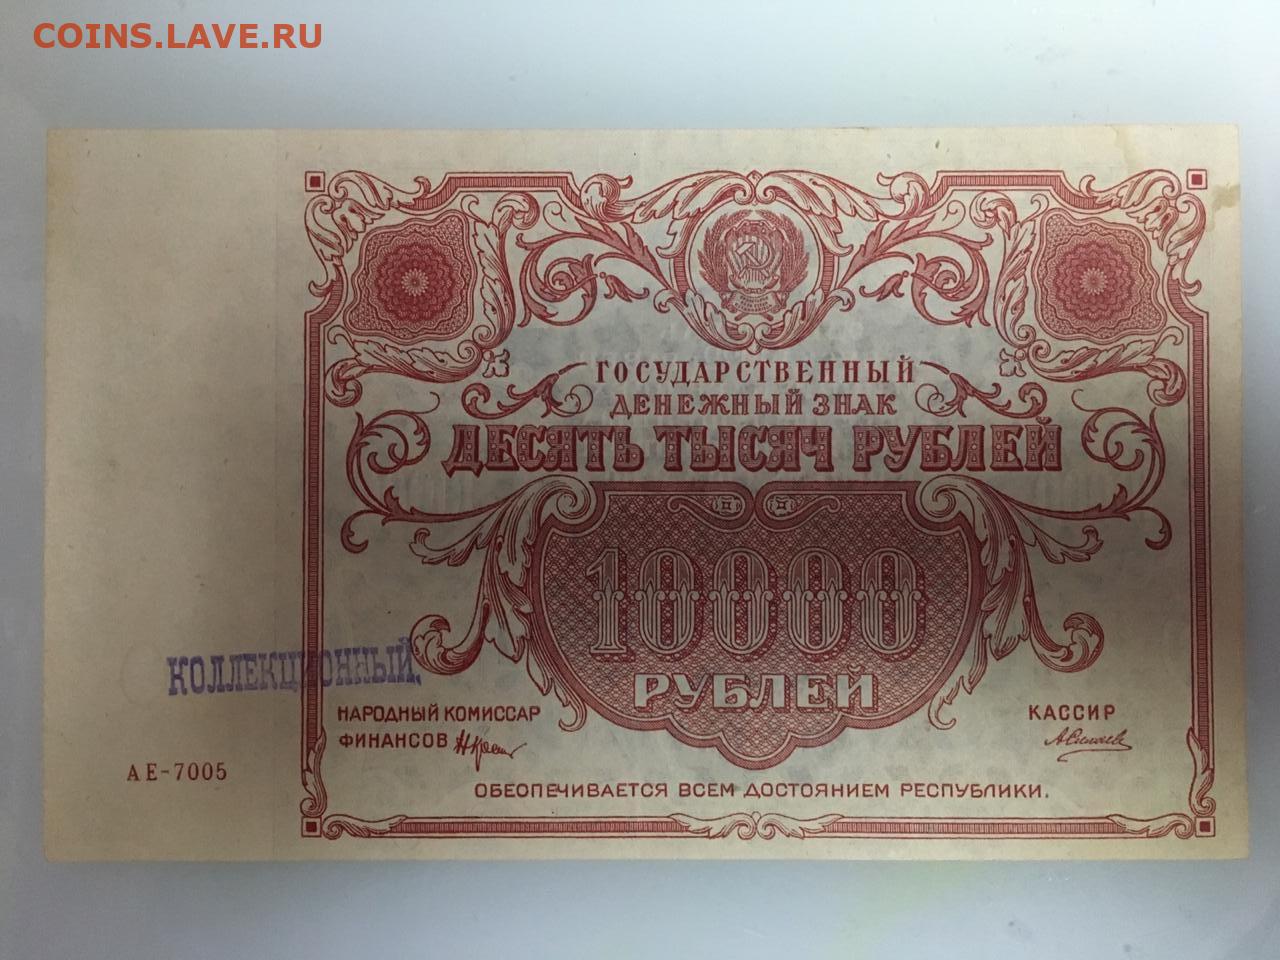 COINS.LAVE.RU
ГОСУДАРСТВЕННЫЙ
ДЕНЕЖНЫЙ ЗНАК
ДЕСЯТЬ ТЫСЯЧ РУБЛЕЙ
10000
РУБЛЕЙ
КОЛЛЕКЦИОННЫЙ
НАРОДНЫЙ КОМИССАР
ФИНАНСОВ
КАССИР
АЕ-7005
ОБЕСПЕЧИВАЕТСЯ ВСЕМ ДОСТОЯНИЕМ РЕСПУБЛИКИ.